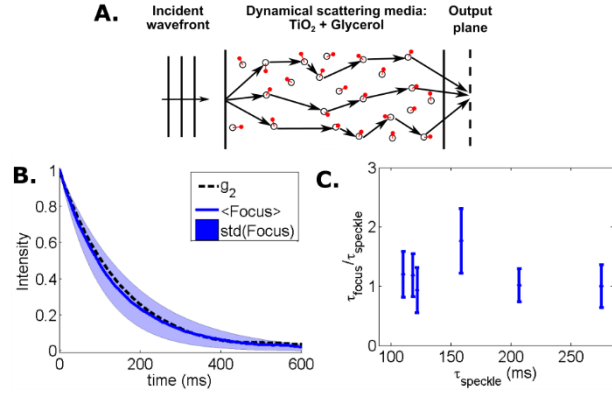 A.
Incident
wavefront
Dynamical scattering media:
TiO₂ + Glycerol
Output
plane
B.
g₂
<Focus>
std(Focus)
1
0.8
0.6
0.4
0.2
0
Intensity
0
200
400
600
time (ms)
C.
3
2
1
0
τfocus/τspeckle
100
150
200
250
τspeckle (ms)